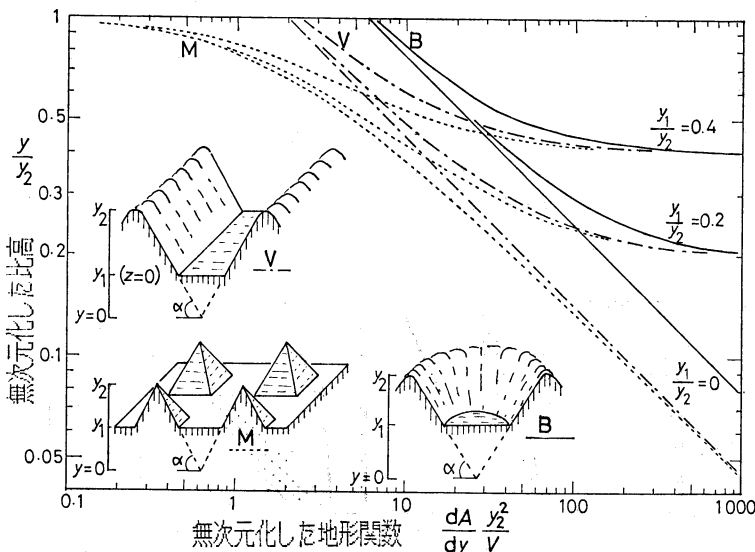 無次元化した比高 y/y₂
1
0.5
0.3
0.2
0.1
0.05
M
V
B
y₁/y₂=0.4
y₁/y₂=0.2
y₁/y₂=0
y₂
y₁ (z=0)
y=0
α
V
y₂
y₁
y=0
α
M
y₂
y₁
y=0
α
B
0.1
1
10
100
1000
無次元化した地形関数 dA/dy y₂²/V